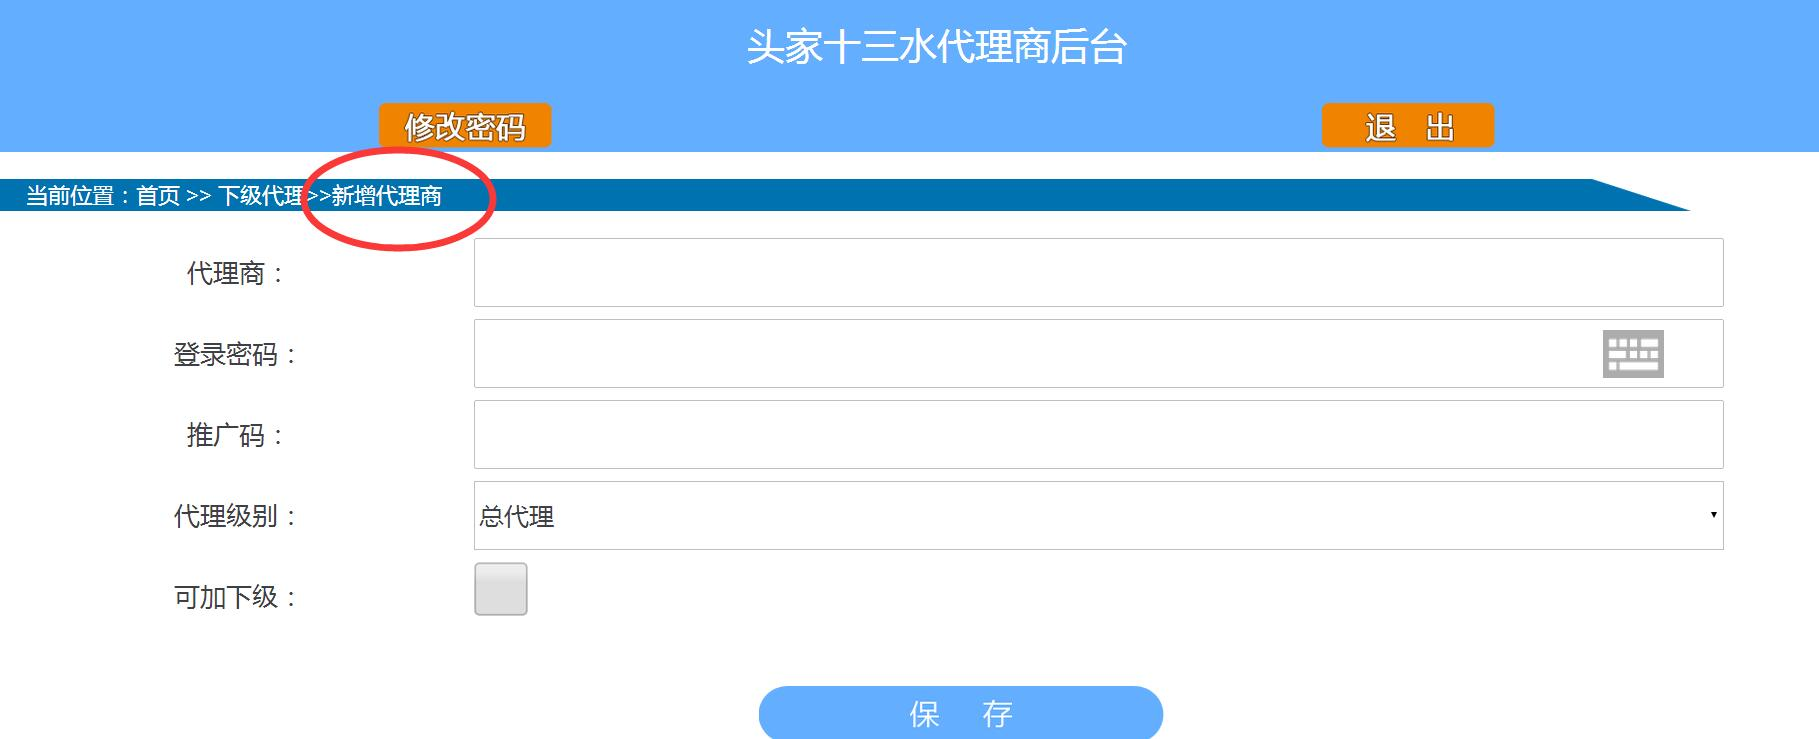 头家十三水代理商后台
修改密码
退 出
当前位置：首页 >> 下级代理>>新增代理商
代理商：
登录密码：
推广码：
代理级别：
总代理
可加下级：
保 存